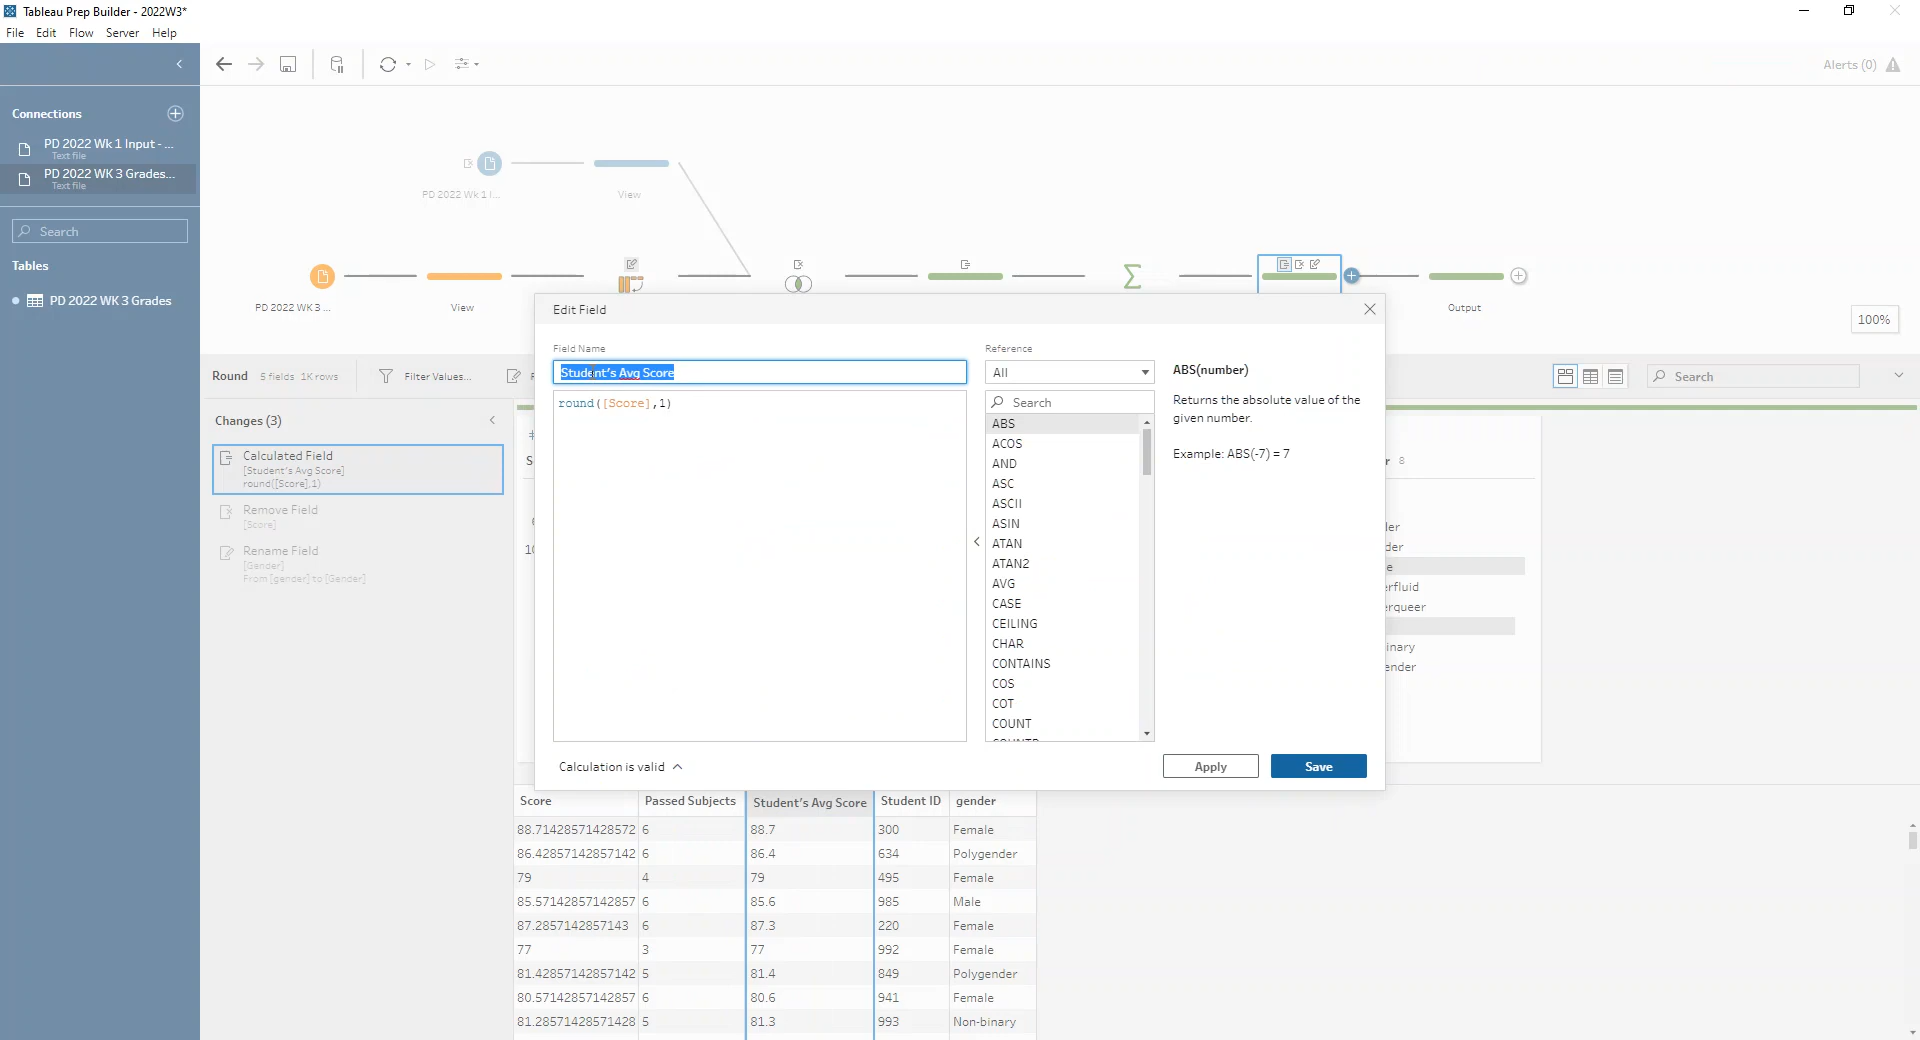 Tableau Prep Builder - 2022W3*
File Edit Flow Server Help
Alerts (0)
Connections
PD 2022 Wk 1 Input - ...
Text file
PD 2022 WK 3 Grades...
Text file
Search
Tables
PD 2022 WK 3 Grades
PD 2022 Wk 1 I...
View
PD 2022 WK 3 ...
View
Output
100%
Round 5 fields 1K rows Filter Values...
Search
Changes (3)
Calculated Field
[Student's Avg Score]
round([Score],1)
Remove Field
[Score]
Rename Field
[Gender]
From [gender] to [Gender]
Edit Field
Field Name
Student's Avg Score
round([Score],1)
Calculation is valid
Reference
All
Search
ABS
ACOS
AND
ASC
ASCII
ASIN
ATAN
ATAN2
AVG
CASE
CEILING
CHAR
CONTAINS
COS
COT
COUNT
ABS(number)
Returns the absolute value of the
given number.
Example: ABS(-7) = 7
Apply Save
r 8
ler
der
e
erfluid
erqueer
inary
ender
Score Passed Subjects Student's Avg Score Student ID gender
88.71428571428572 6 88.7 300 Female
86.42857142857142 6 86.4 634 Polygender
79 4 79 495 Female
85.57142857142857 6 85.6 985 Male
87.2857142857143 6 87.3 220 Female
77 3 77 992 Female
81.42857142857142 5 81.4 849 Polygender
80.57142857142857 6 80.6 941 Female
81.28571428571428 5 81.3 993 Non-binary